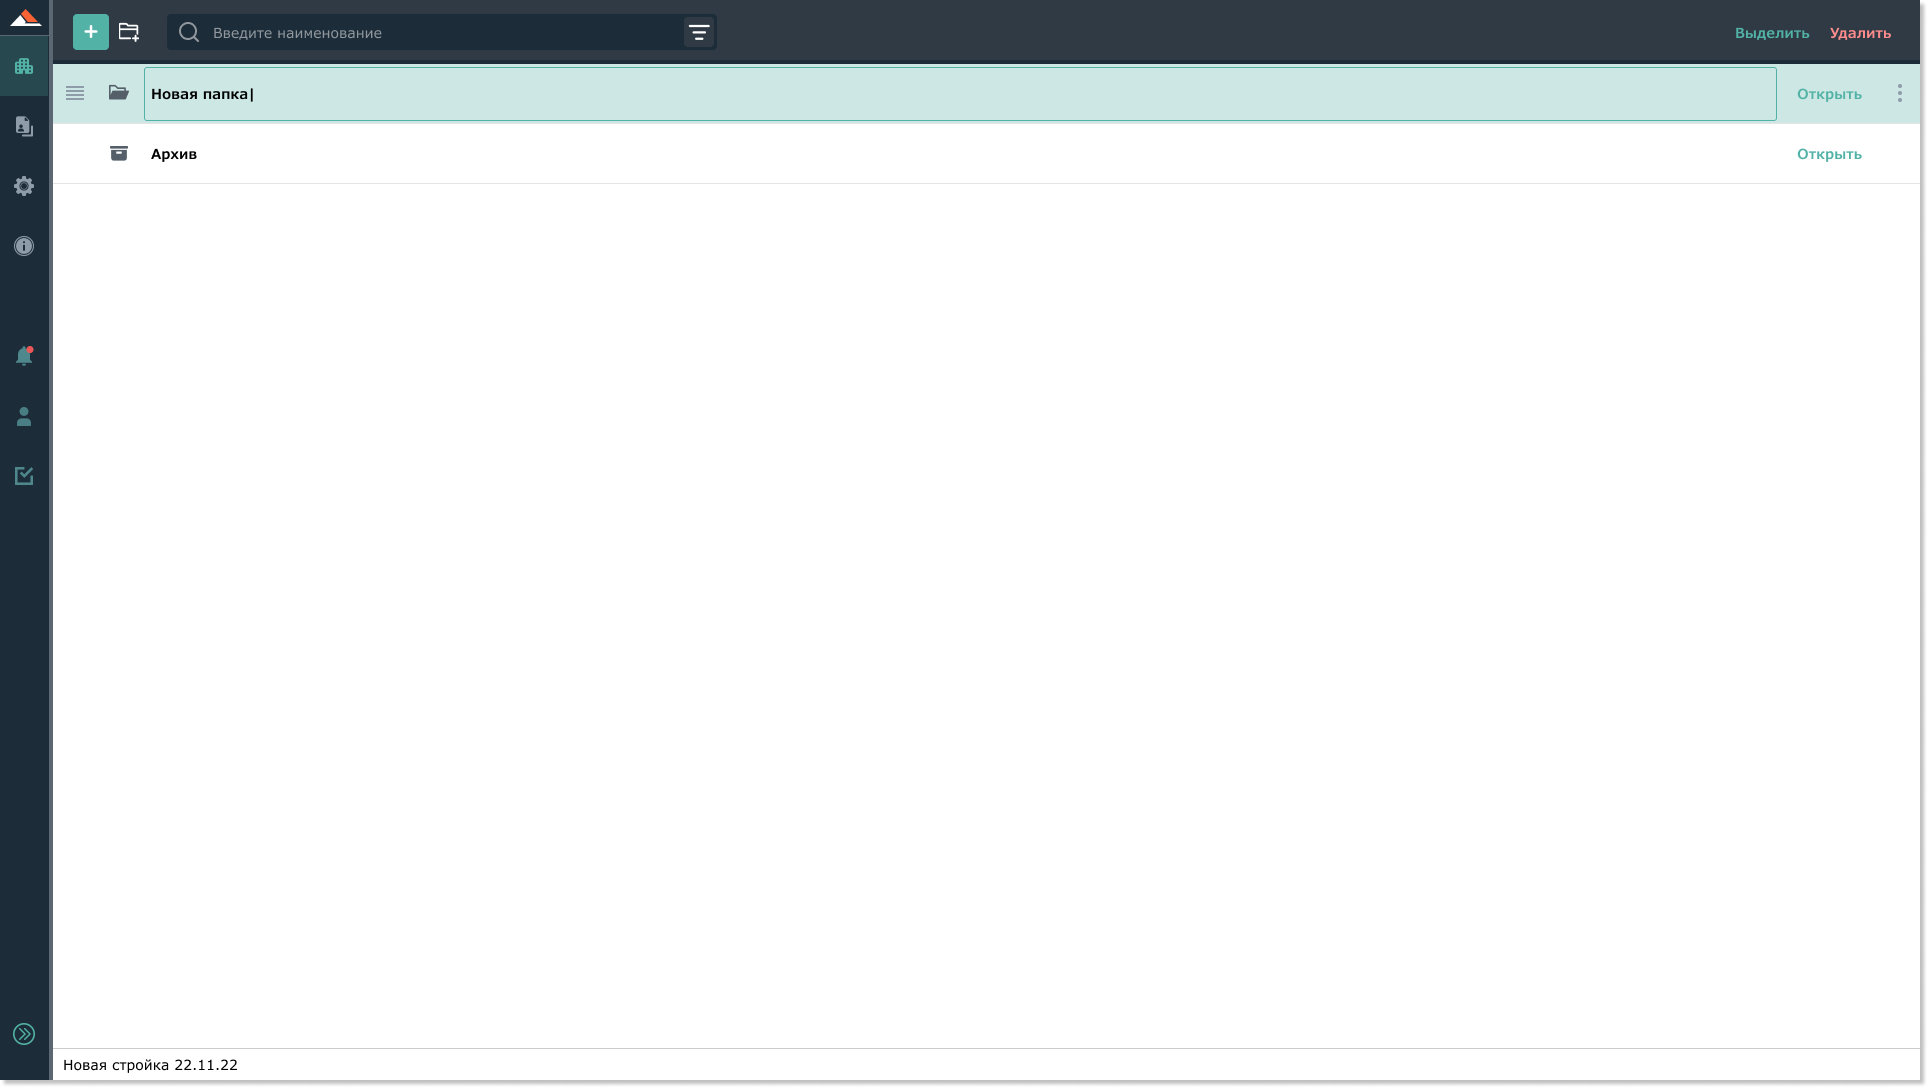 Введите наименование
Выделить Удалить
Новая папка
Открыть
Архив
Открыть
Новая стройка 22.11.22